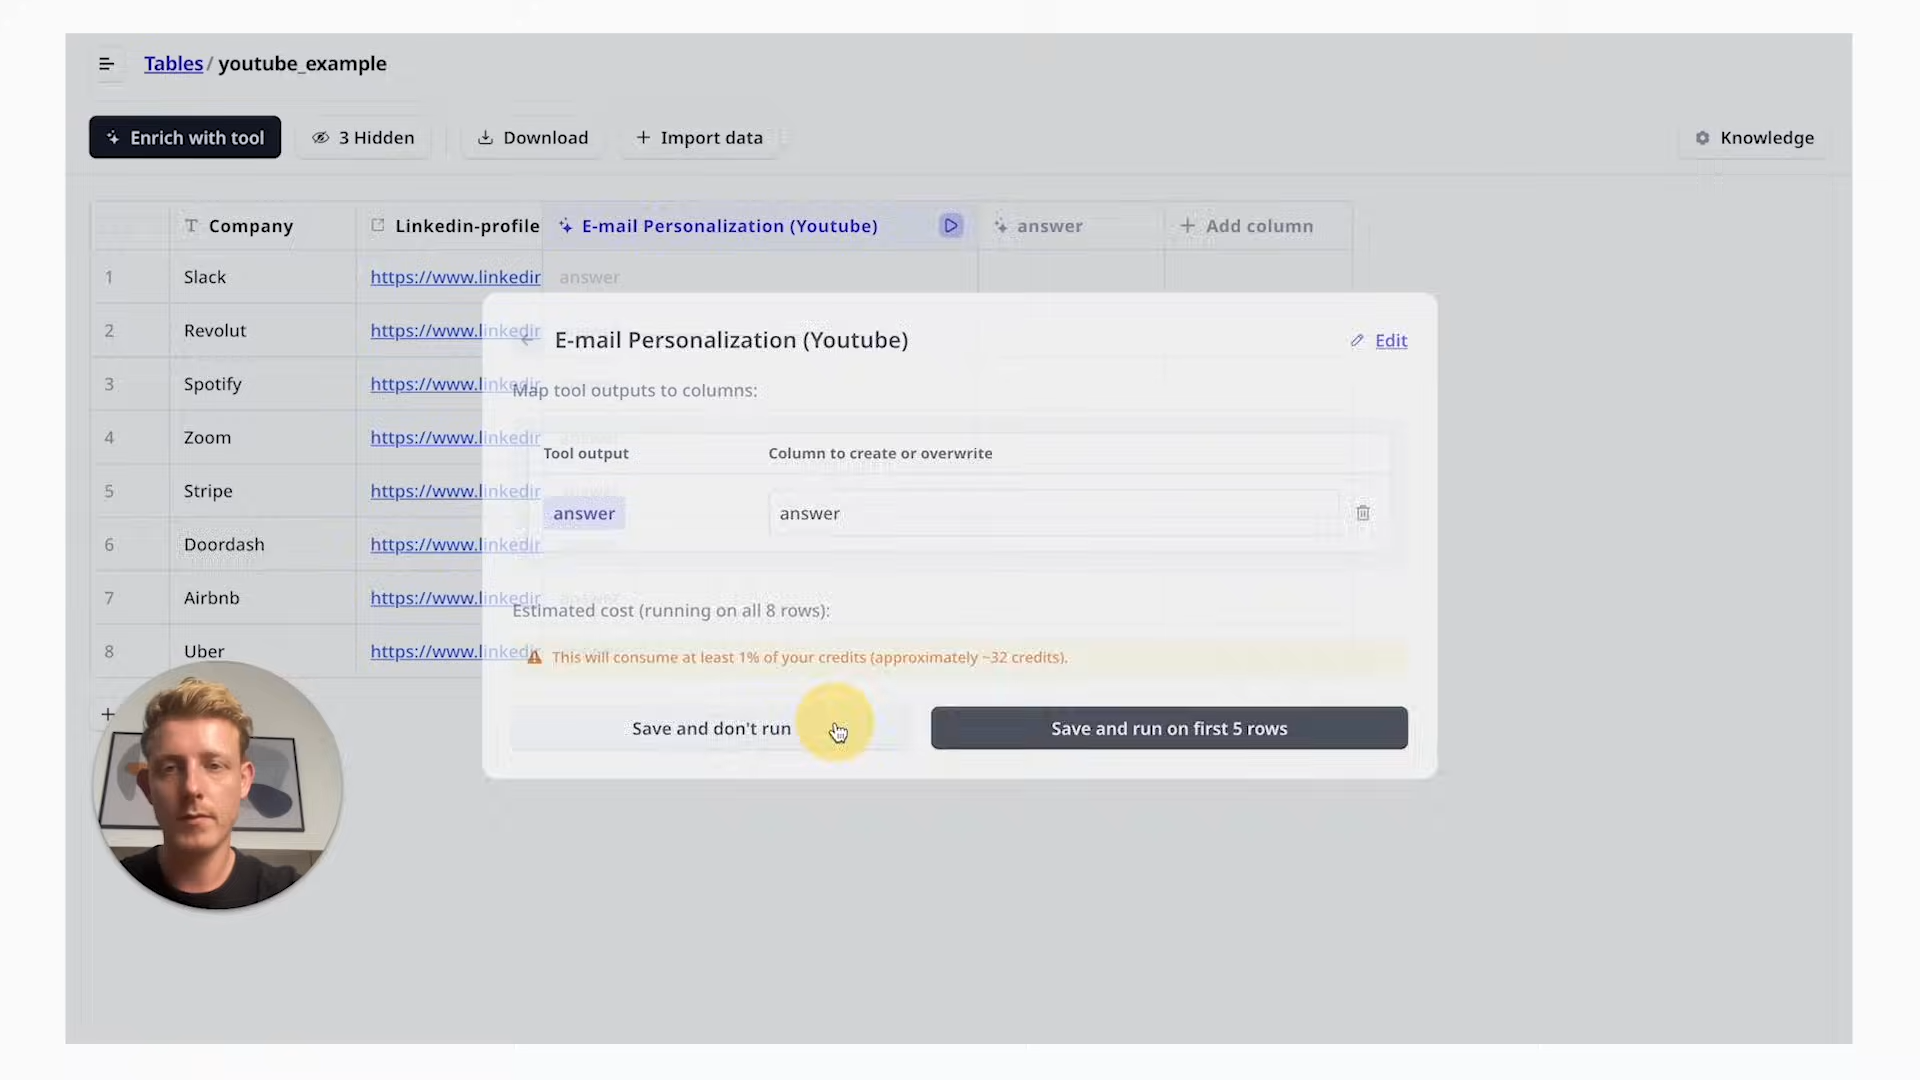 Tables / youtube_example
Enrich with tool
3 Hidden
Download
+ Import data
Knowledge
Company
Linkedin-profile
E-mail Personalization (Youtube)
answer
+ Add column
1 Slack https://www.linkedir answer
2 Revolut https://www.linkedir
3 Spotify https://www.linkedir
4 Zoom https://www.linkedir answer
5 Stripe https://www.linkedir answer
6 Doordash https://www.linkedir
7 Airbnb https://www.linkedir answer
8 Uber https://www.linkedir
+
E-mail Personalization (Youtube)
Edit
Map tool outputs to columns:
Tool output Column to create or overwrite
answer answer
Estimated cost (running on all 8 rows):
This will consume at least 1% of your credits (approximately ~32 credits).
Save and don't run
Save and run on first 5 rows